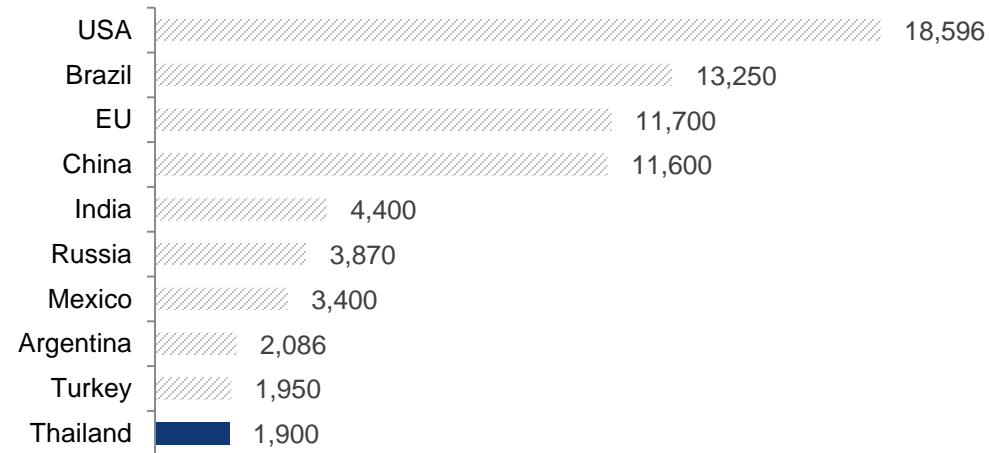 USA 18,596
Brazil 13,250
EU 11,700
China 11,600
India 4,400
Russia 3,870
Mexico 3,400
Argentina 2,086
Turkey 1,950
Thailand 1,900